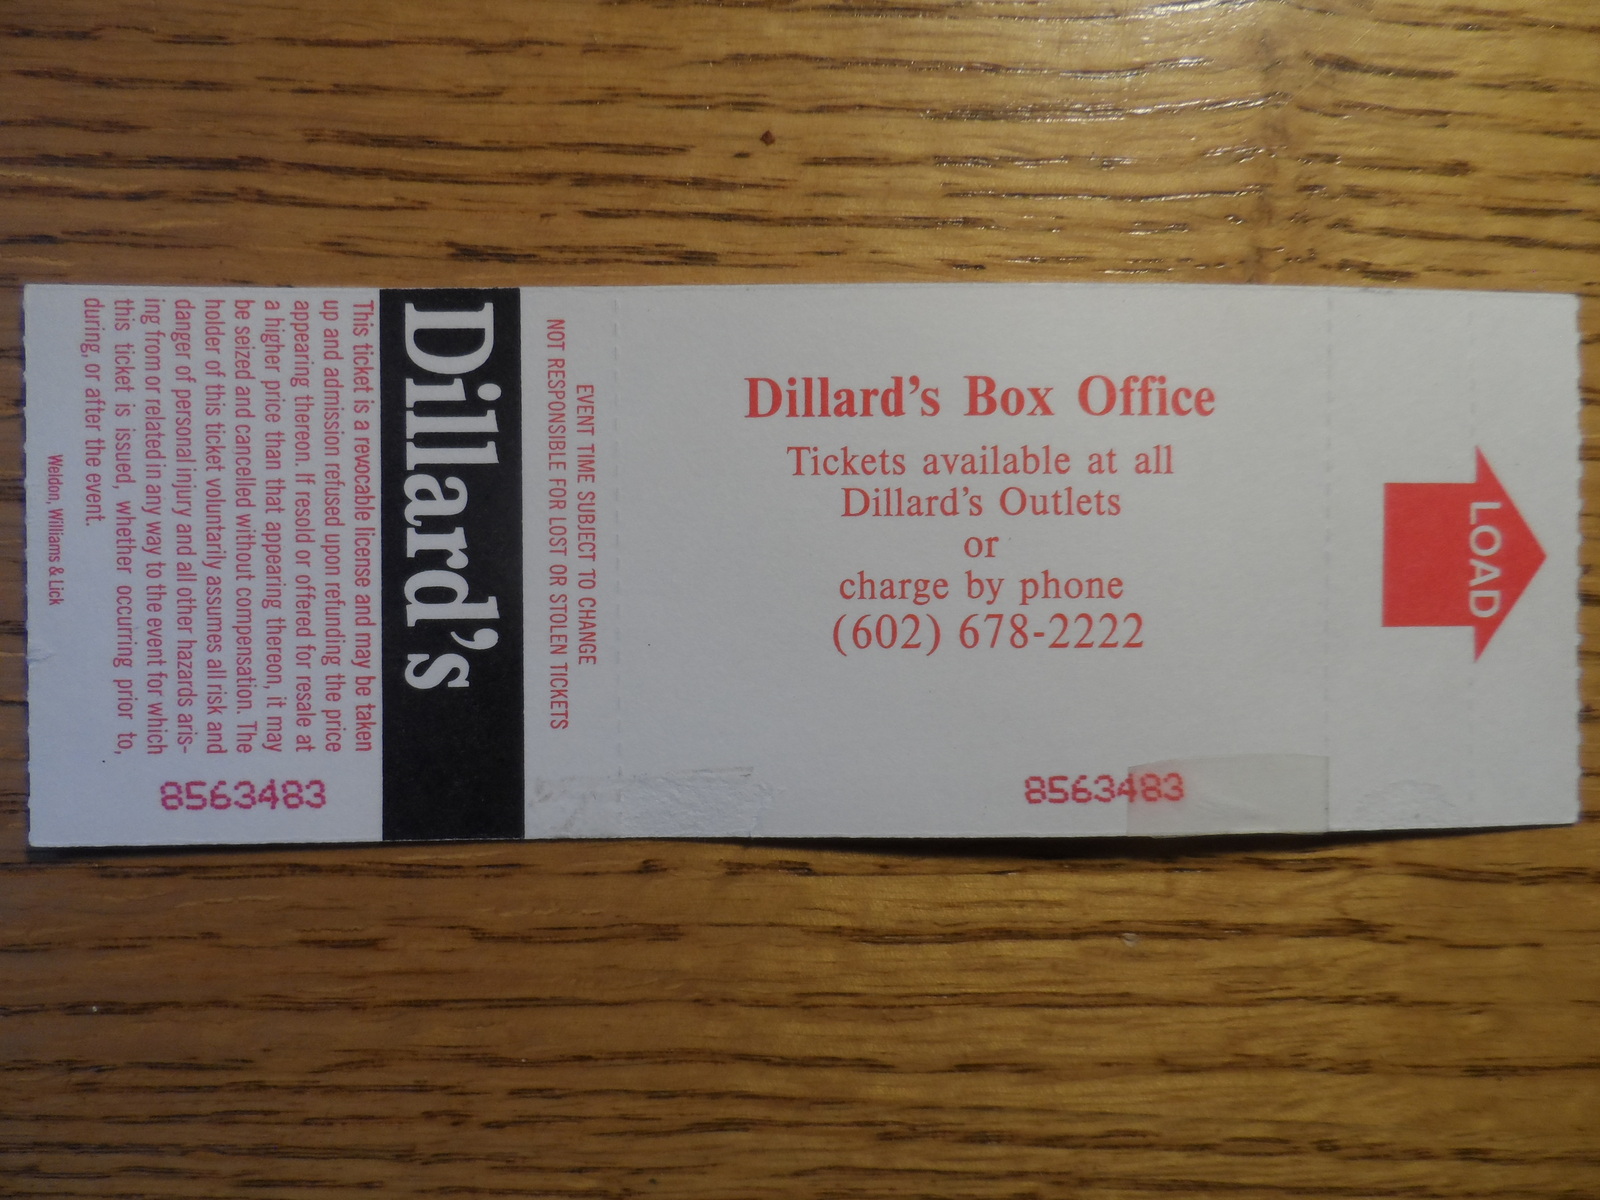 This ticket is a revocable license and may be taken
up and admission refused upon refunding the price
appearing thereon. If resold or offered for resale at
a higher price than that appearing thereon, it may
be seized and cancelled without compensation. The
holder of this ticket voluntarily assumes all risk and
danger of personal injury and all other hazards aris-
ing from or related in any way to the event for which
this ticket is issued, whether occurring prior to,
during, or after the event.
Weldon, Williams & Lick
8563483
Dillard's
EVENT TIME SUBJECT TO CHANGE
NOT RESPONSIBLE FOR LOST OR STOLEN TICKETS
Dillard's Box Office
Tickets available at all
Dillard's Outlets
or
charge by phone
(602) 678-2222
8563483
LOAD